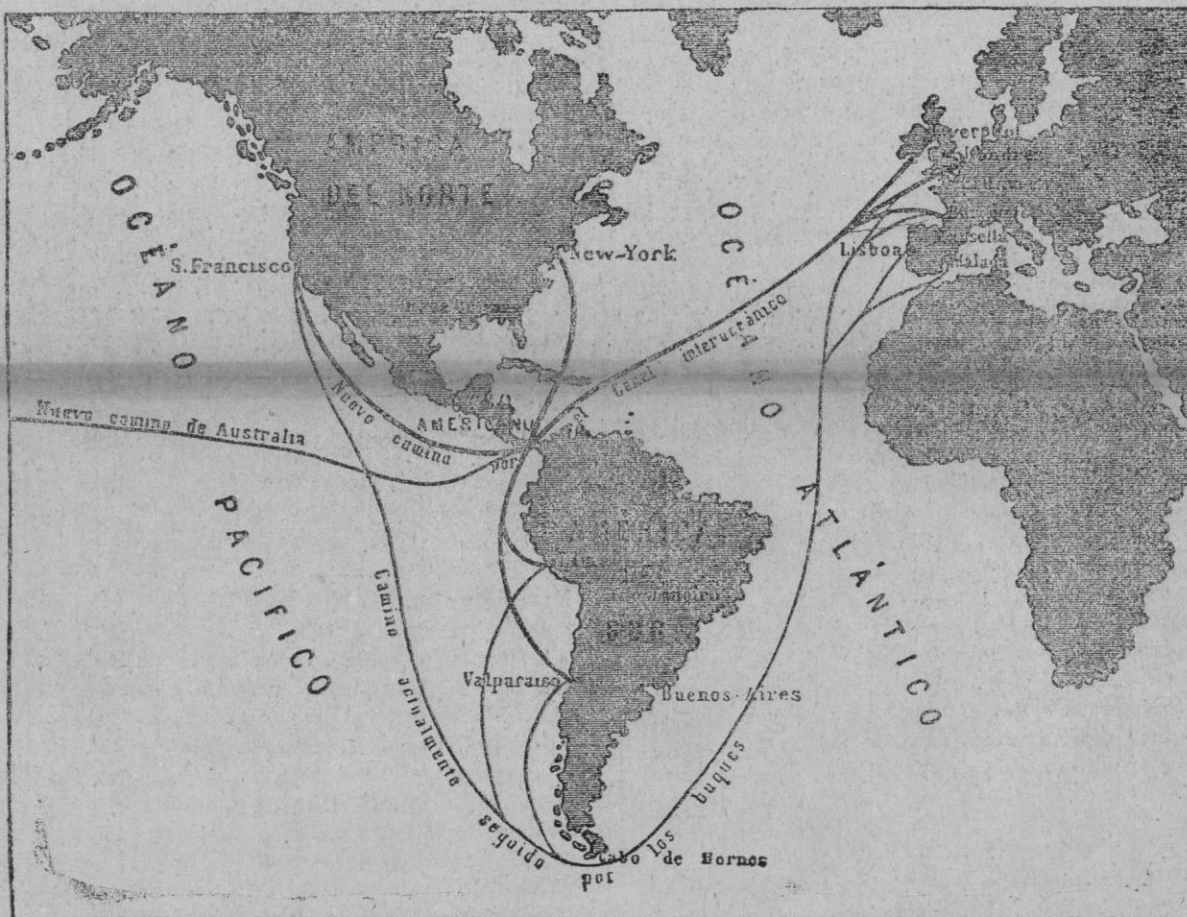 OCÉANO PACIFICO
AMERICA
DEL NORTE
S. Francisco
New-York
OCÉANO ATLÁNTICO
Lisboa
Nuevo camino de Australia
Nuevo camino por el Canal interoceánico
AMERICANO
AMÉRICA
SUR
Valparaiso
Buenos-Aires
Camino actualmente seguido por los buques
Cabo de Hornos